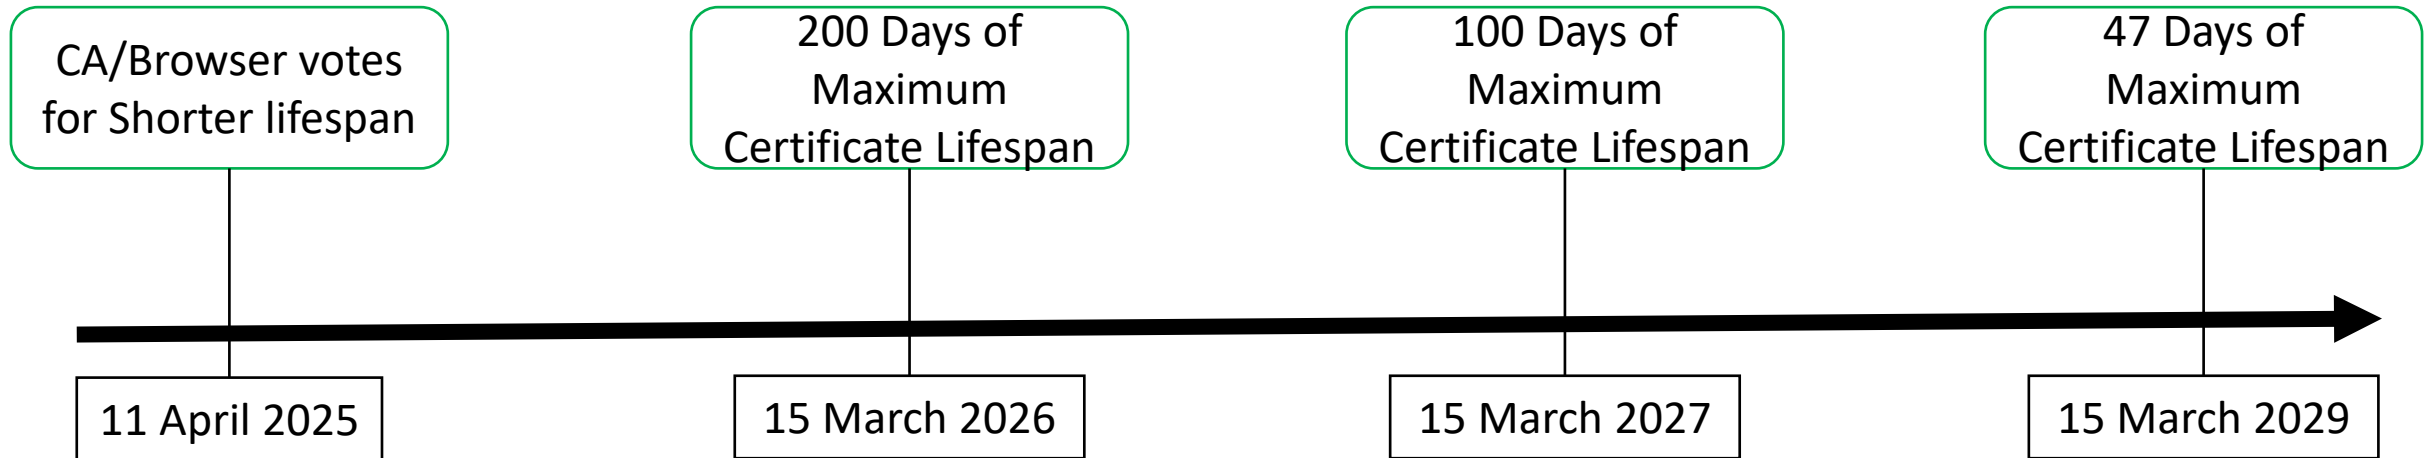 CA/Browser votes
for Shorter lifespan
200 Days of
Maximum
Certificate Lifespan
100 Days of
Maximum
Certificate Lifespan
47 Days of
Maximum
Certificate Lifespan
11 April 2025
15 March 2026
15 March 2027
15 March 2029